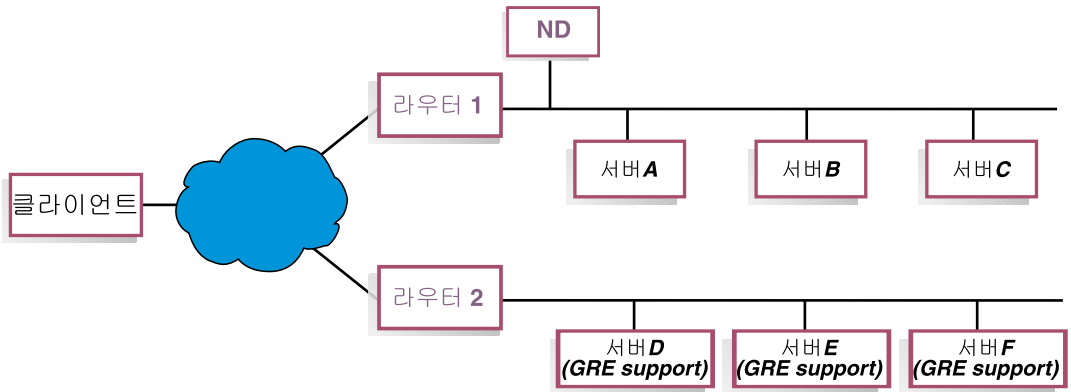 ND
라우터 1
서버A
서버B
서버C
클라이언트
라우터 2
서버D
(GRE support)
서버E
(GRE support)
서버F
(GRE support)